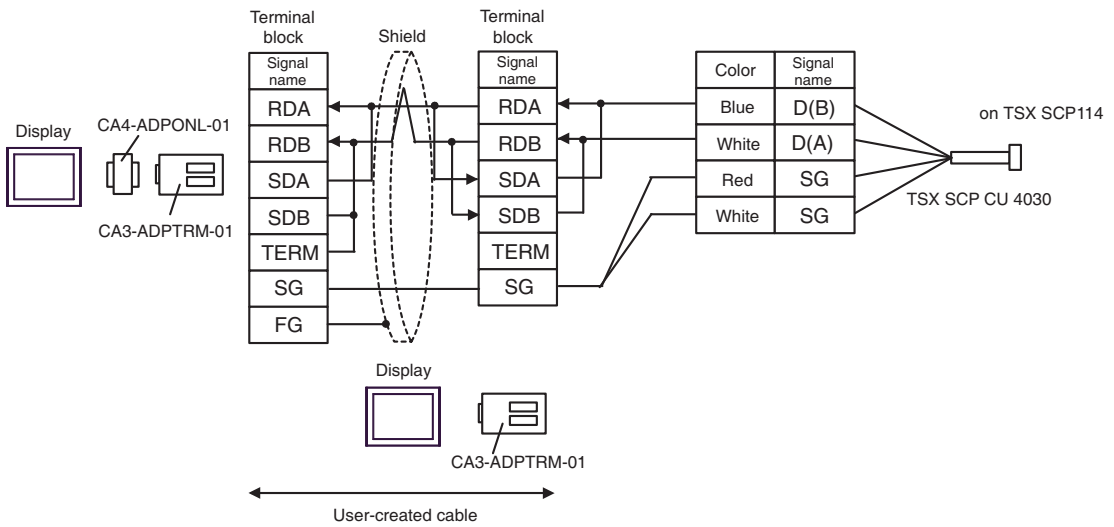 Terminal
block
Shield
Terminal
block
Signal
name
RDA
RDB
SDA
SDB
TERM
SG
FG
Signal
name
RDA
RDB
SDA
SDB
TERM
SG
Color
Signal
name
Blue
D(B)
White
D(A)
Red
SG
White
SG
on TSX SCP114
TSX SCP CU 4030
Display
CA4-ADPONL-01
CA3-ADPTRM-01
Display
CA3-ADPTRM-01
User-created cable